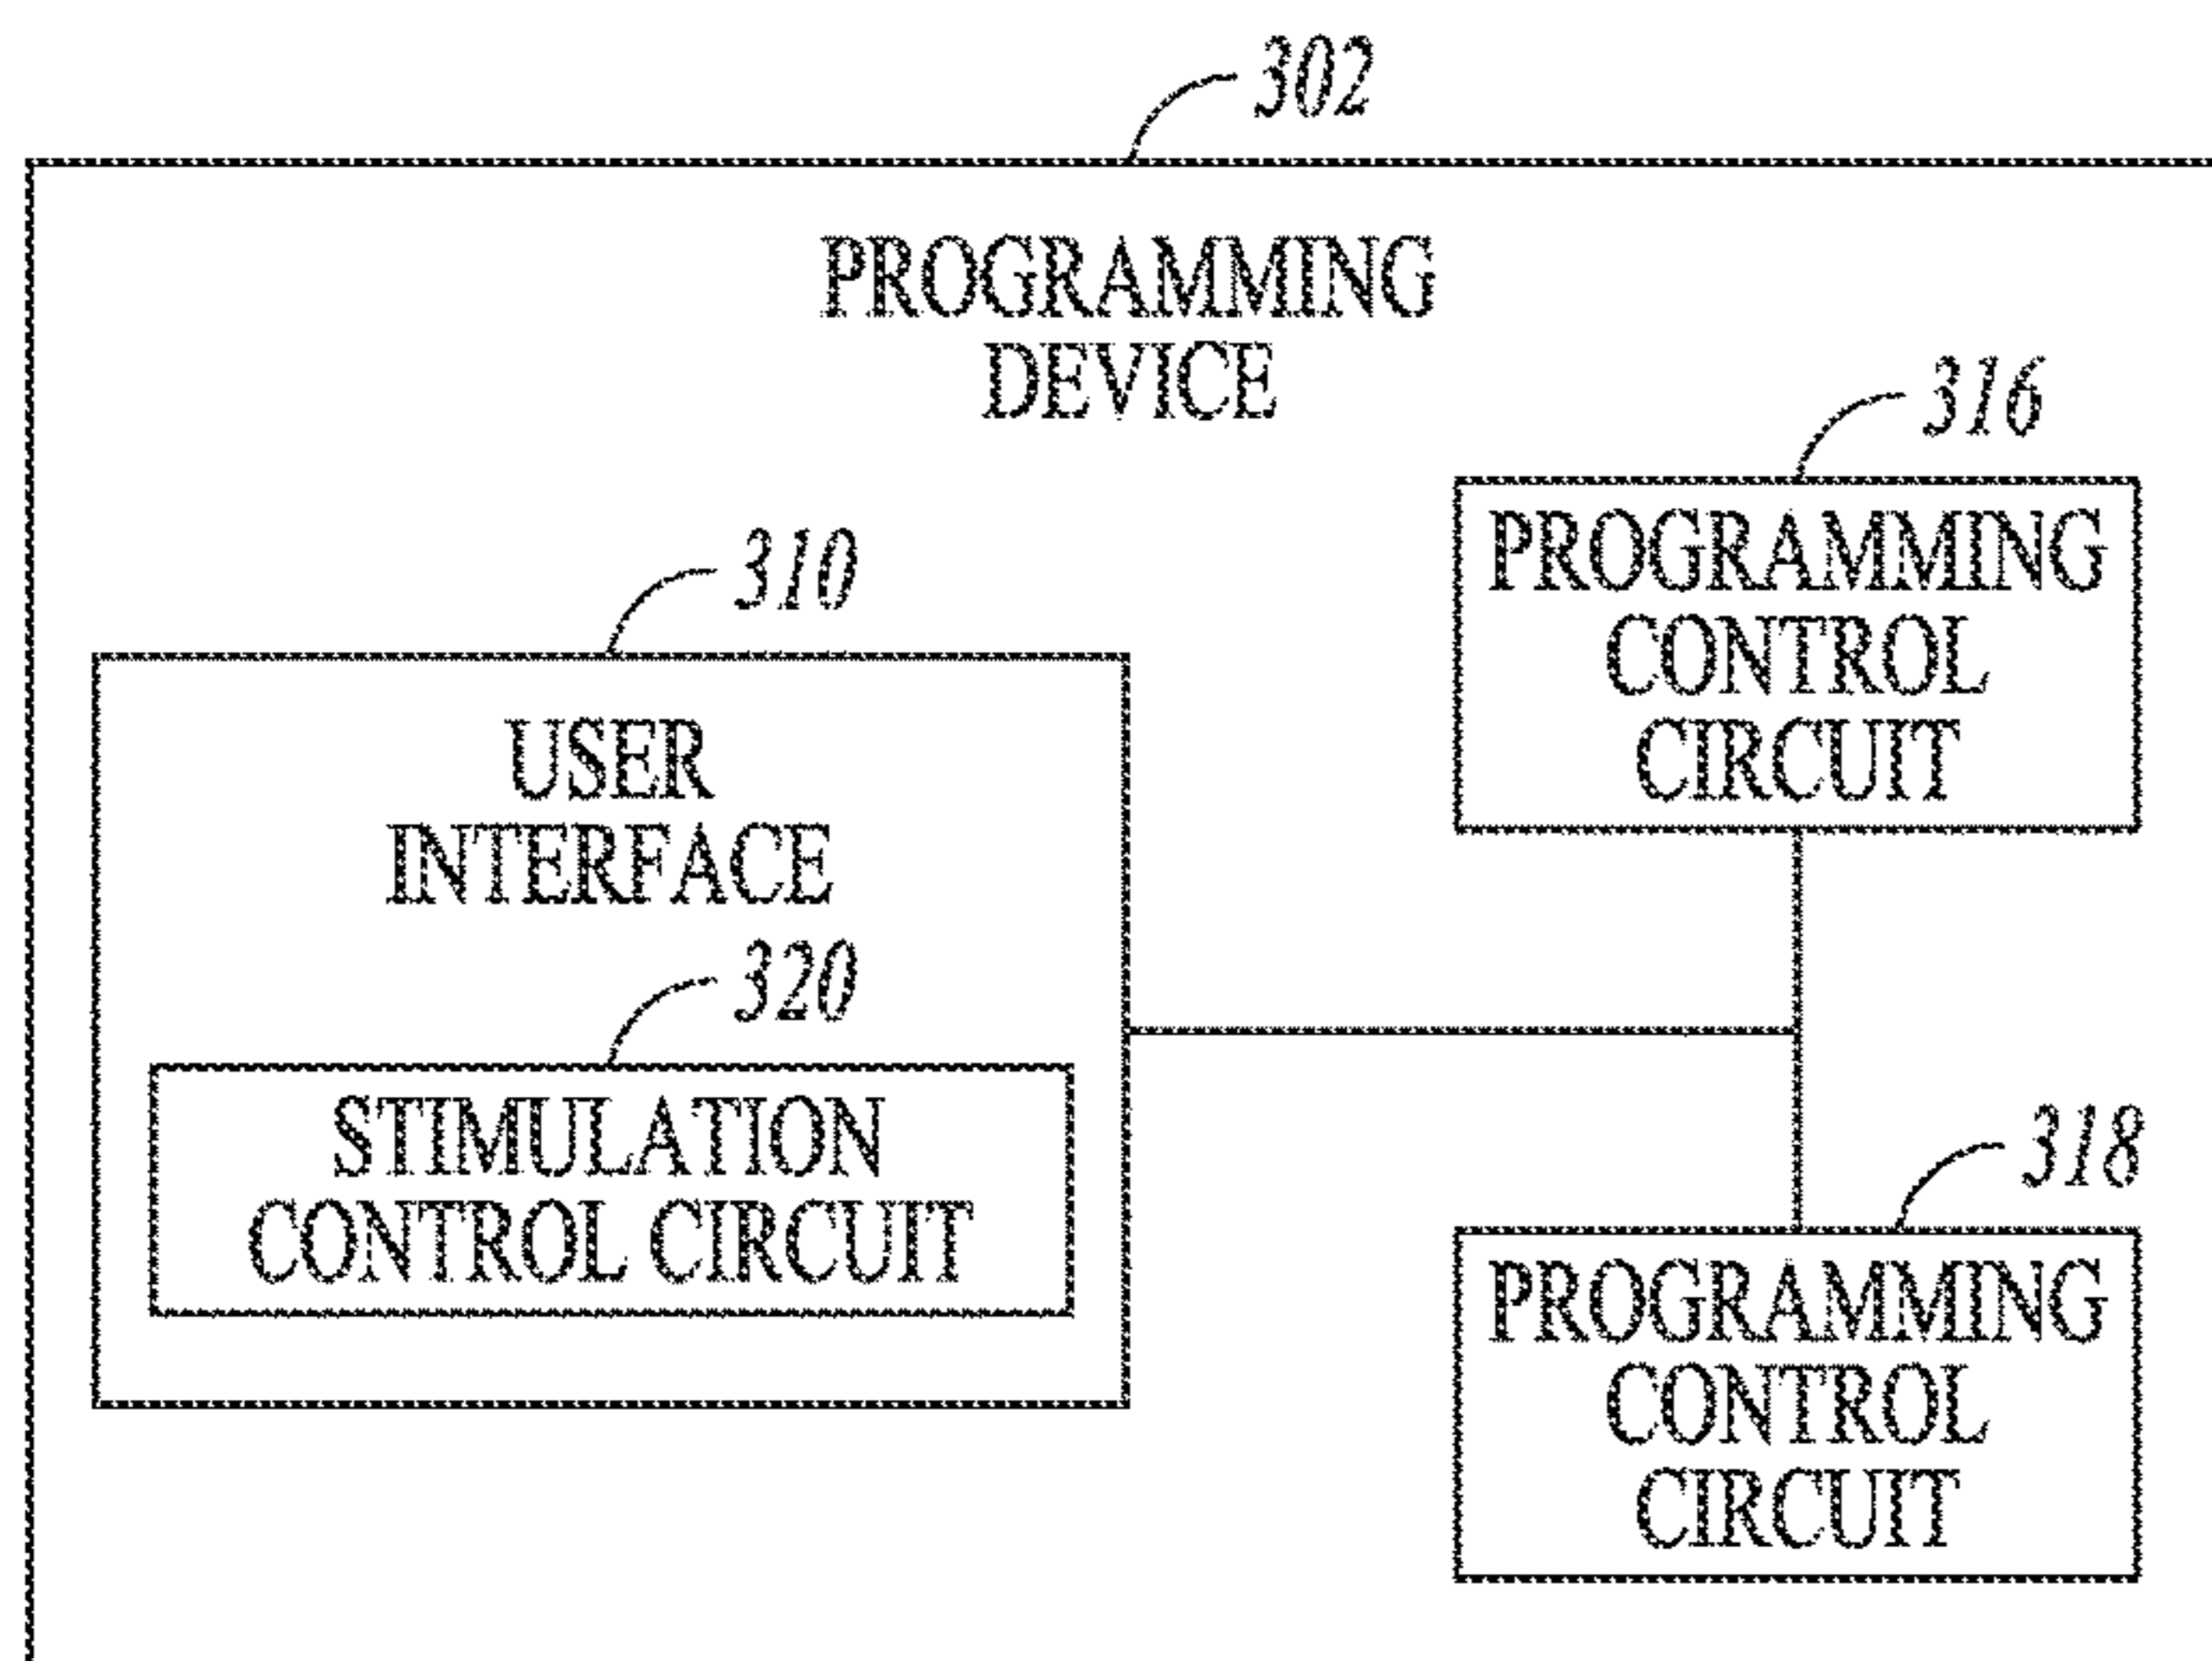 302
PROGRAMMING
DEVICE
316
PROGRAMMING
CONTROL
CIRCUIT
310
USER
INTERFACE
320
STIMULATION
CONTROL CIRCUIT
318
PROGRAMMING
CONTROL
CIRCUIT